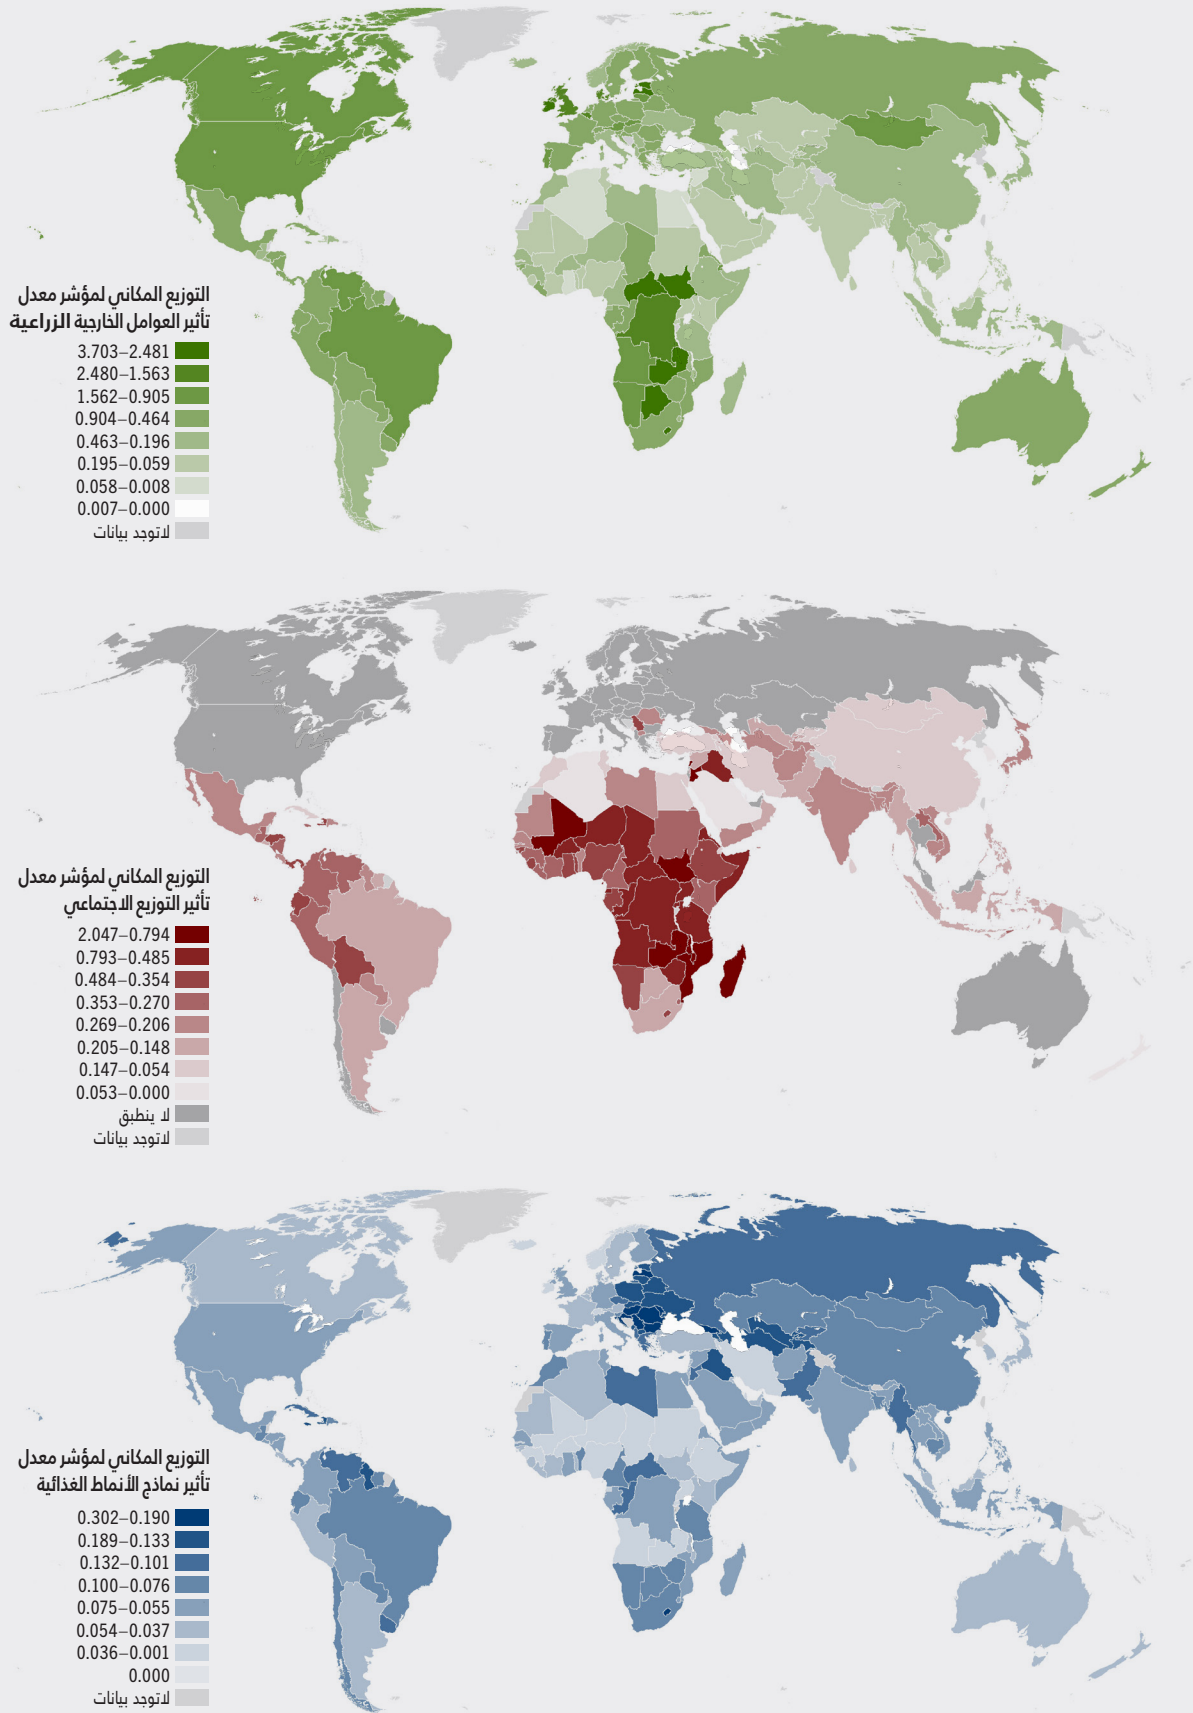 التوزيع المكاني لمؤشر معدل
تأثير العوامل الخارجية الزراعية
3.703–2.481
2.480–1.563
1.562–0.905
0.904–0.464
0.463–0.196
0.195–0.059
0.058–0.008
0.007–0.000
لاتوجد بيانات
التوزيع المكاني لمؤشر معدل
تأثير التوزيع الاجتماعي
2.047–0.794
0.793–0.485
0.484–0.354
0.353–0.270
0.269–0.206
0.205–0.148
0.147–0.054
0.053–0.000
لا ينطبق
لاتوجد بيانات
التوزيع المكاني لمؤشر معدل
تأثير نماذج الأنماط الغذائية
0.302–0.190
0.189–0.133
0.132–0.101
0.100–0.076
0.075–0.055
0.054–0.037
0.036–0.001
0.000
لاتوجد بيانات